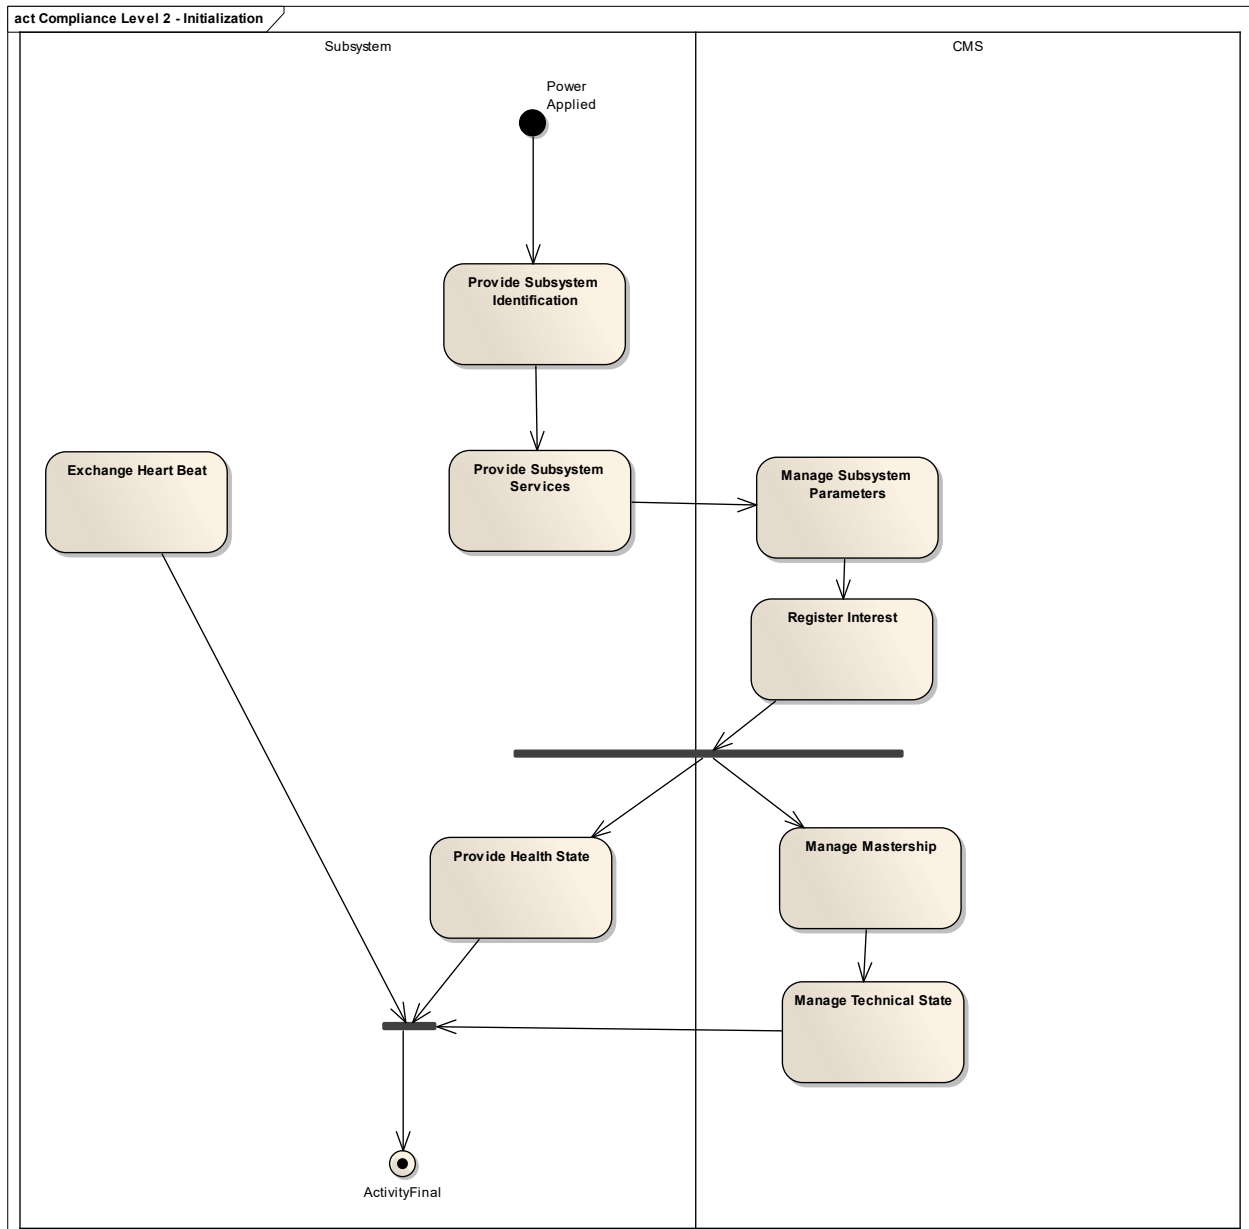 act Compliance Level 2 - Initialization
Subsystem
CMS
Power
Applied
Provide Subsystem
Identification
Exchange Heart Beat
Provide Subsystem
Services
Manage Subsystem
Parameters
Register Interest
Provide Health State
Manage Mastership
Manage Technical State
ActivityFinal